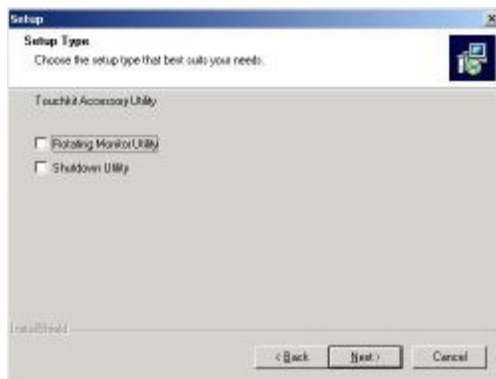 Setup
Setup Type
Choose the setup type that best suits your needs.
Touchkit Accessory Utility
Rotating Monitor Utility
Shutdown Utility
InstallShield
< Back
Next >
Cancel